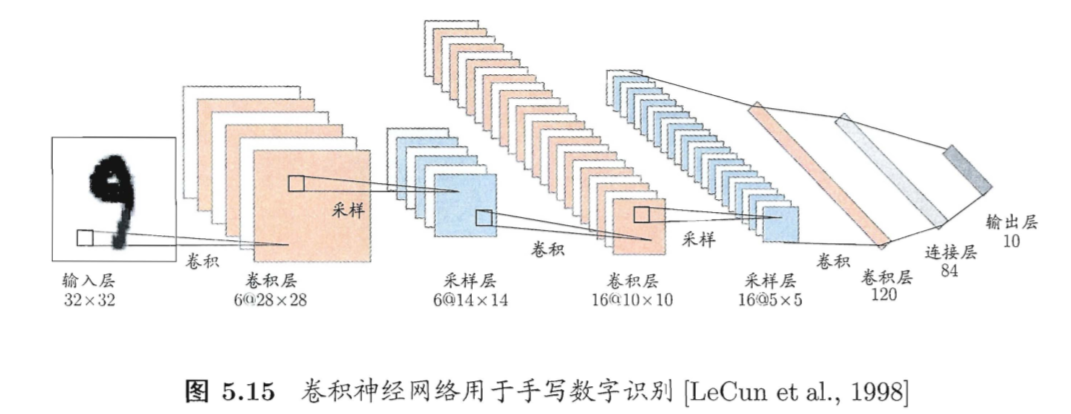 采样
卷积
卷积
采样
卷积
输入层
32×32
卷积层
6@28×28
采样层
6@14×14
卷积层
16@10×10
采样层
16@5×5
卷积层
120
连接层
84
输出层
10
图 5.15 卷积神经网络用于手写数字识别 [LeCun et al., 1998]